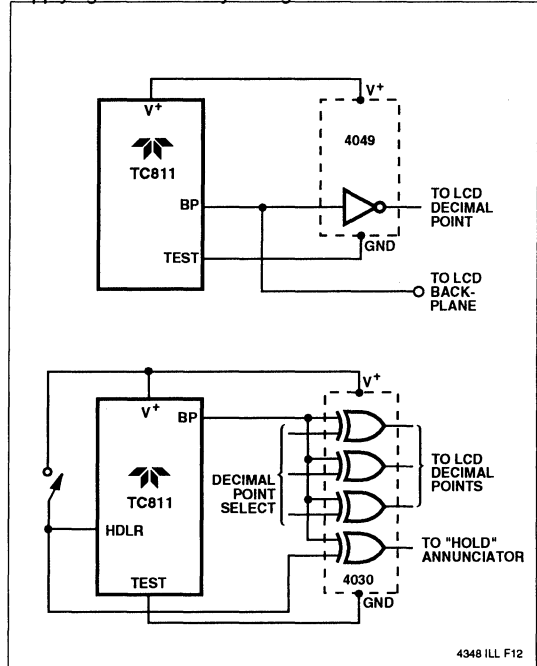 V+
V+
4049
TC811
BP
TO LCD
DECIMAL
POINT
TEST
GND
TO LCD
BACK-
PLANE
V+
V+
BP
TO LCD
DECIMAL
POINTS
DECIMAL
POINT
SELECT
TC811
HDLR
TO "HOLD"
ANNUNCIATOR
TEST
4030
GND
4348 ILL F12